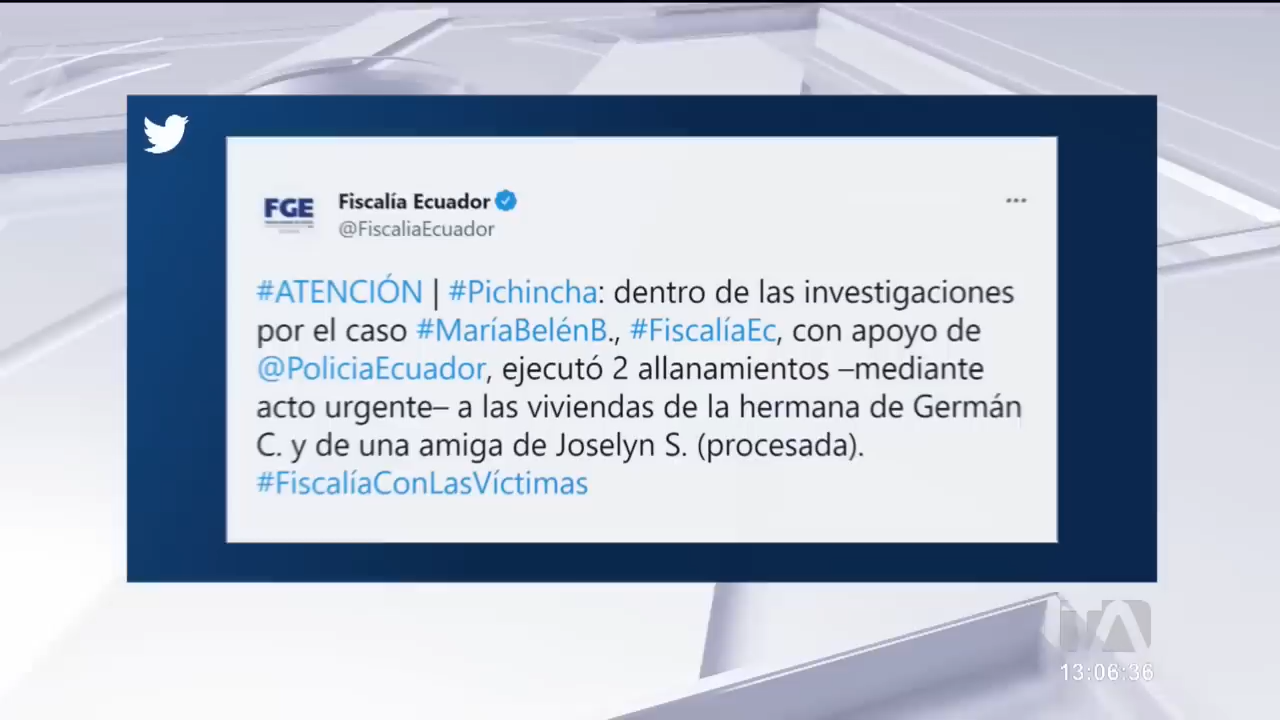 FGE
Fiscalía Ecuador
@FiscaliaEcuador
#ATENCIÓN | #Pichincha: dentro de las investigaciones
por el caso #MaríaBelénB., #FiscalíaEc, con apoyo de
@PoliciaEcuador, ejecutó 2 allanamientos –mediante
acto urgente– a las viviendas de la hermana de Germán
C. y de una amiga de Joselyn S. (procesada).
#FiscalíaConLasVíctimas
13:06:36